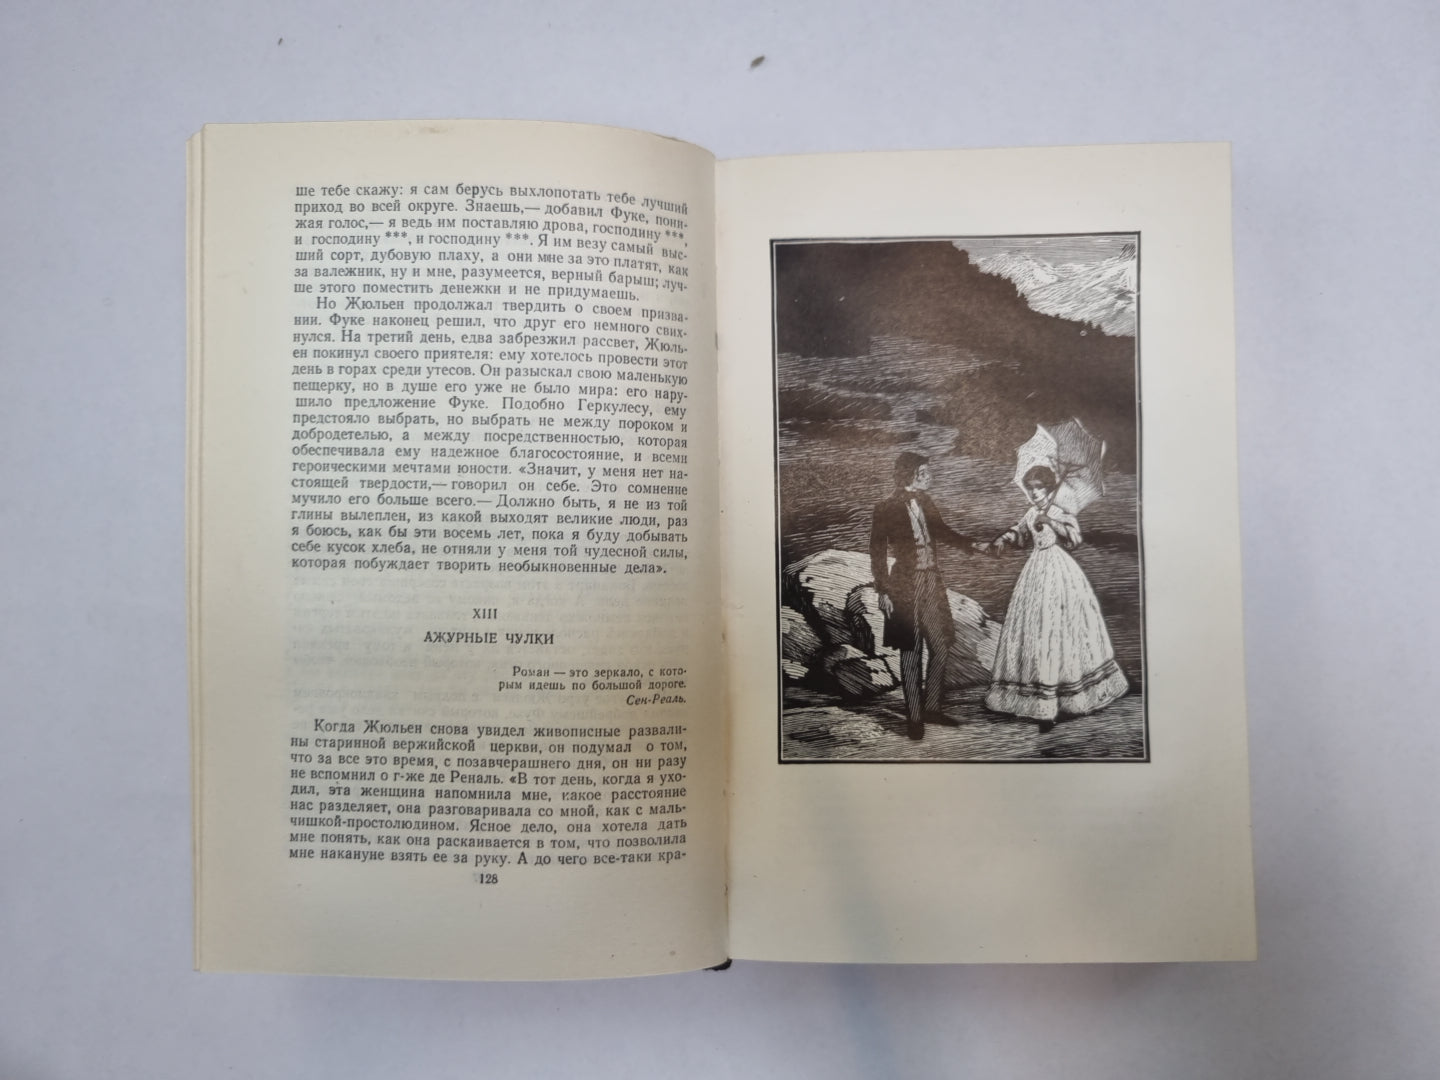 ше тебе скажу: я сам берусь выхлопотать тебе лучший
приход во всей округе. Знаешь,— добавил Фуке, пони-
жая голос,— я ведь им поставляю дрова, господину ***,
и господину ***, и господину ***. Я им везу самый выс-
ший сорт, дубовую плаху, а они мне за это платят, как
за валежник, ну и мне, разумеется, верный барыш; луч-
ше этого поместить денежки и не придумаешь.
Но Жюльен продолжал твердить о своем призва-
нии. Фуке наконец решил, что друг его немного свих-
нулся. На третий день, едва забрезжил рассвет, Жюль-
ен покинул своего приятеля: ему хотелось провести этот
день в горах среди утесов. Он разыскал свою маленькую
пещерку, но в душе его уже не было мира: его нару-
шило предложение Фуке. Подобно Геркулесу, ему
предстояло выбрать, но выбрать не между пороком и
добродетелью, а между посредственностью, которая
обеспечивала ему надежное благосостояние, и всеми
героическими мечтами юности. «Значит, у меня нет на-
стоящей твердости,— говорил он себе. Это сомнение
мучило его больше всего.— Должно быть, я не из той
глины вылеплен, из какой выходят великие люди, раз
я боюсь, как бы эти восемь лет, пока я буду добывать
себе кусок хлеба, не отняли у меня той чудесной силы,
которая побуждает творить необыкновенные дела».
XIII
АЖУРНЫЕ ЧУЛКИ
Роман — это зеркало, с кото-
рым идешь по большой дороге.
Сен-Реаль.
Когда Жюльен снова увидел живописные развали-
ны старинной вержийской церкви, он подумал о том,
что за все это время, с позавчерашнего дня, он ни разу
не вспомнил о г-же де Реналь. «В тот день, когда я ухо-
дил, эта женщина напомнила мне, какое расстояние
нас разделяет, она разговаривала со мной, как с маль-
чишкой-простолюдином. Ясное дело, она хотела дать
мне понять, как она раскаивается в том, что позволила
мне накануне взять ее за руку. А до чего все-таки кра-
128